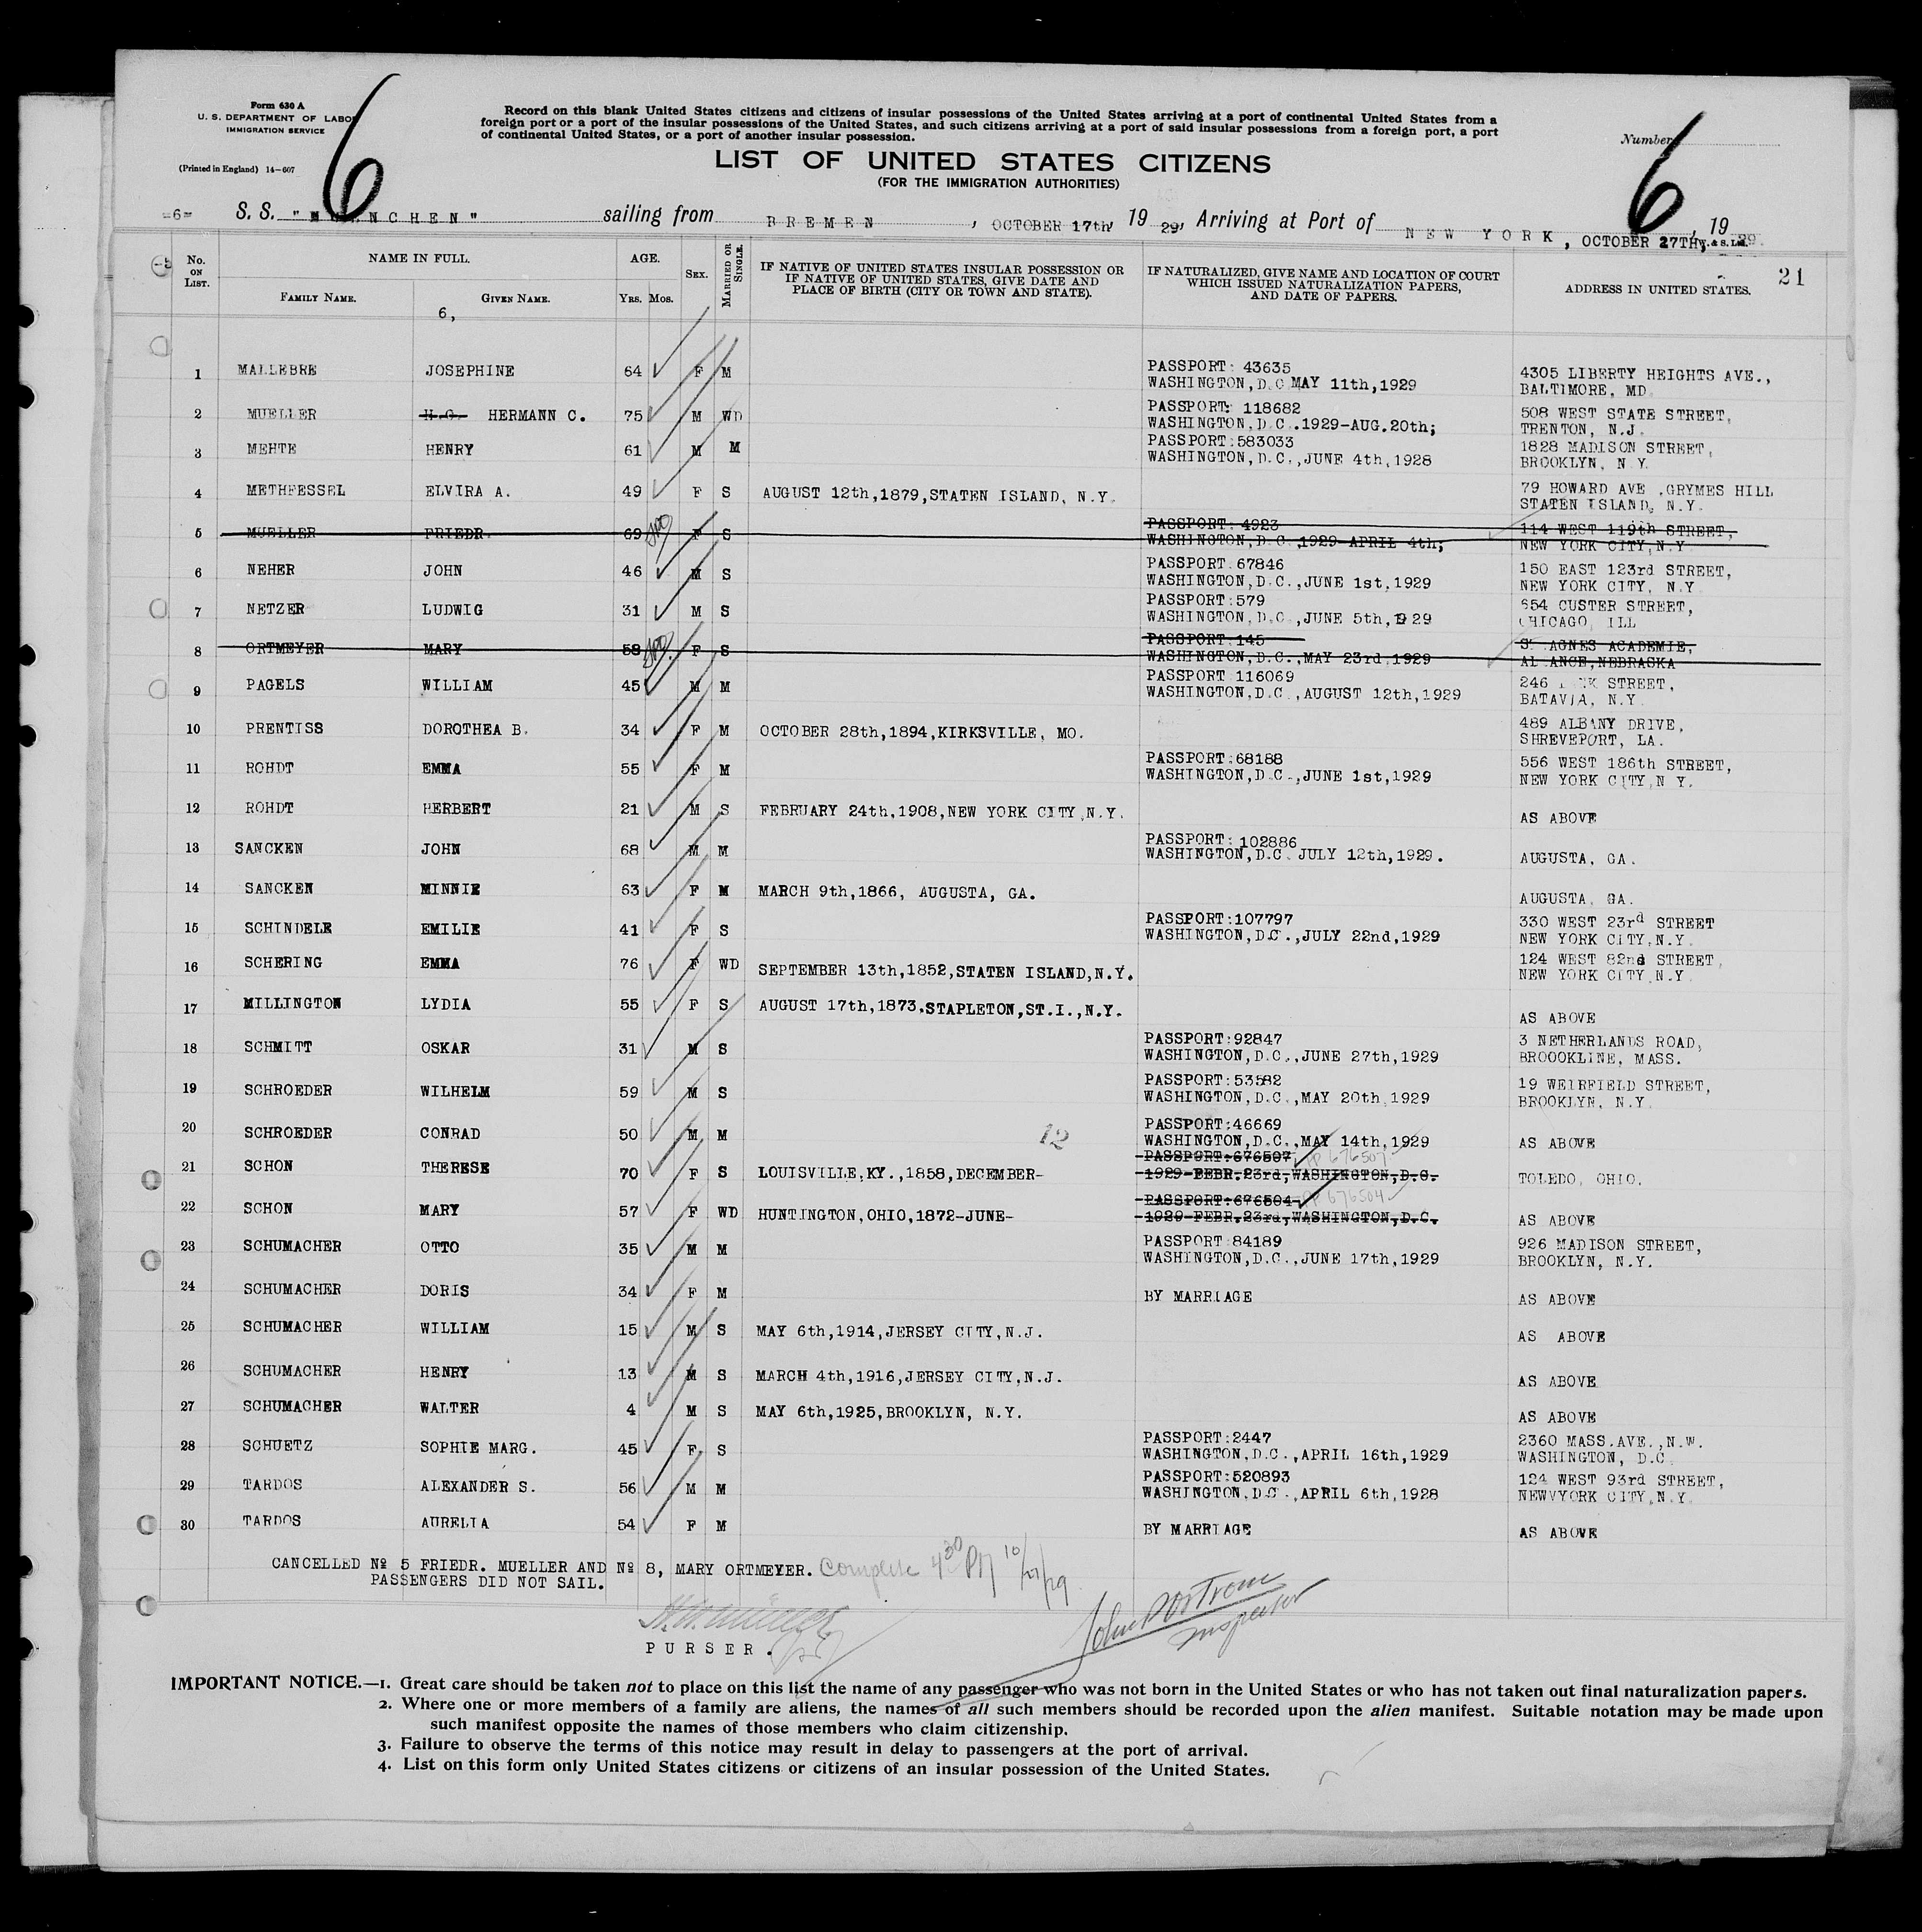 Form 630 A
U. S. DEPARTMENT OF LABOR
IMMIGRATION SERVICE
(Printed in England) 14-607
6
Record on this blank United States citizens and citizens of insular possessions of the United States arriving at a port of continental United States from a
foreign port or a port of the insular possessions of the United States, and such citizens arriving at a port of said insular possessions from a foreign port, a port
of continental United States, or a port of another insular possession.
Number
6
LIST OF UNITED STATES CITIZENS
(FOR THE IMMIGRATION AUTHORITIES)
-6- S. S. "MUENCHEN" sailing from BREMEN, OCTOBER 17th, 1929, Arriving at Port of NEW YORK, OCTOBER 27TH, 1929.
21
No. ON LIST. NAME IN FULL. AGE. SEX. MARRIED OR SINGLE. IF NATIVE OF UNITED STATES INSULAR POSSESSION OR IF NATIVE OF UNITED STATES, GIVE DATE AND PLACE OF BIRTH (CITY OR TOWN AND STATE). IF NATURALIZED, GIVE NAME AND LOCATION OF COURT WHICH ISSUED NATURALIZATION PAPERS, AND DATE OF PAPERS. ADDRESS IN UNITED STATES.
FAMILY NAME. GIVEN NAME. YRS. MOS.
6,
1 MALLEBRE JOSEPHINE 64 F M PASSPORT: 43635 WASHINGTON, D.C. MAY 11th, 1929 4305 LIBERTY HEIGHTS AVE., BALTIMORE, MD.
2 MUELLER H.C. HERMANN C. 75 M WD PASSPORT: 118682 WASHINGTON, D.C. .1929-AUG.20th; 508 WEST STATE STREET, TRENTON, N.J.
3 MEHTE HENRY 61 M M PASSPORT:583033 WASHINGTON, D.C., JUNE 4th, 1928 1828 MADISON STREET, BROOKLYN, N.Y.
4 METHFESSEL ELVIRA A. 49 F S AUGUST 12th,1879,STATEN ISLAND, N.Y. 79 HOWARD AVE ,GRYMES HILL STATEN ISLAND, N.Y.
5 MUELLER FRIEDR. 69 F S PASSPORT: 4923 WASHINGTON, D.C. ,1929-APRIL 4th; 114 WEST 119th STREET, NEW YORK CITY, N.Y
6 NEHER JOHN 46 M S PASSPORT.67846 WASHINGTON, D.C., JUNE 1st, 1929 150 EAST 123rd STREET, NEW YORK CITY, N.Y
7 NETZER LUDWIG 31 M S PASSPORT:579 WASHINGTON, D.C., JUNE 5th, 1929 654 CUSTER STREET, CHICAGO, ILL
8 ORTMEYER MARY 58 F S PASSPORT:145 WASHINGTON, D.C., MAY 23rd, 1929 ST. AGNES ACADEMIE, ALLIANCE, NEBRASKA
9 PAGELS WILLIAM 45 M M PASSPORT 116069 WASHINGTON, D.C., AUGUST 12th, 1929 246 STREET, BATAVIA, N.Y.
10 PRENTISS DOROTHEA B. 34 F M OCTOBER 28th,1894,KIRKSVILLE, MO. 489 ALBANY DRIVE, SHREVEPORT, LA.
11 ROHDT EMMA 55 F M PASSPORT:68188 WASHINGTON, D.C., JUNE 1st, 1929 556 WEST 186th STREET, NEW YORK CITY, N.Y.
12 ROHDT HERBERT 21 M S FEBRUARY 24th,1908,NEW YORK CITY,N.Y. AS ABOVE
13 SANCKEN JOHN 68 M M PASSPORT: 102886 WASHINGTON, D.C. JULY 12th, 1929. AUGUSTA, GA.
14 SANCKEN MINNIE 63 F M MARCH 9th,1866, AUGUSTA, GA. AUGUSTA, GA.
15 SCHINDELE EMILIE 41 F S PASSPORT:107797 WASHINGTON, D.C., JULY 22nd, 1929 330 WEST 23rd STREET NEW YORK CITY, N.Y.
16 SCHERING EMMA 76 F WD SEPTEMBER 13th,1852,STATEN ISLAND,N.Y. 124 WEST 82nd STREET, NEW YORK CITY, N.Y.
17 MILLINGTON LYDIA 55 F S AUGUST 17th,1873,STAPLETON,ST.I.,N.Y. AS ABOVE
18 SCHMITT OSKAR 31 M S PASSPORT:92847 WASHINGTON, D.C., JUNE 27th, 1929 3 NETHERLANDS ROAD, BROOOKLINE, MASS.
19 SCHROEDER WILHELM 59 M S PASSPORT:53582 WASHINGTON, D.C., MAY 20th, 1929 19 WEIRFIELD STREET, BROOKLYN, N.Y.
20 SCHROEDER CONRAD 50 M M 12 PASSPORT:46669 WASHINGTON, D.C., MAY 14th, 1929 AS ABOVE
21 SCHON THERESE 70 F S LOUISVILLE,KY.,1858,DECEMBER- PASSPORT:676507 PP 676507 1929-FEBR.23rd, WASHINGTON, D.C. TOLEDO, OHIO.
22 SCHON MARY 57 F WD HUNTINGTON,OHIO,1872-JUNE- PASSPORT:676504 PP 676504 1929-FEBR.23rd, WASHINGTON, D.C. AS ABOVE
23 SCHUMACHER OTTO 35 M M PASSPORT 84189 WASHINGTON, D.C., JUNE 17th, 1929 926 MADISON STREET, BROOKLYN, N.Y.
24 SCHUMACHER DORIS 34 F M BY MARRIAGE AS ABOVE
25 SCHUMACHER WILLIAM 15 M S MAY 6th,1914,JERSEY CITY,N.J. AS ABOVE
26 SCHUMACHER HENRY 13 M S MARCH 4th,1916,JERSEY CITY,N.J. AS ABOVE
27 SCHUMACHER WALTER 4 M S MAY 6th,1925,BROOKLYN, N.Y. AS ABOVE
28 SCHUETZ SOPHIE MARG. 45 F S PASSPORT:2447 WASHINGTON, D.C., APRIL 16th, 1929 2360 MASS.AVE.,N.W. WASHINGTON, D.C
29 TARDOS ALEXANDER S. 56 M M PASSPORT:520893 WASHINGTON, D.C., APRIL 6th, 1928 124 WEST 93rd STREET, NEWVYORK CITY, N.Y.
30 TARDOS AURELIA 54 F M BY MARRIAGE AS ABOVE
CANCELLED № 5 FRIEDR. MUELLER AND № 8, MARY ORTMEYER. Complete 4 30 PM 10/27/29
PASSENGERS DID NOT SAIL.
Inspector
PURSER.
IMPORTANT NOTICE.—1. Great care should be taken not to place on this list the name of any passenger who was not born in the United States or who has not taken out final naturalization papers.
2. Where one or more members of a family are aliens, the names of all such members should be recorded upon the alien manifest. Suitable notation may be made upon
such manifest opposite the names of those members who claim citizenship.
3. Failure to observe the terms of this notice may result in delay to passengers at the port of arrival.
4. List on this form only United States citizens or citizens of an insular possession of the United States.